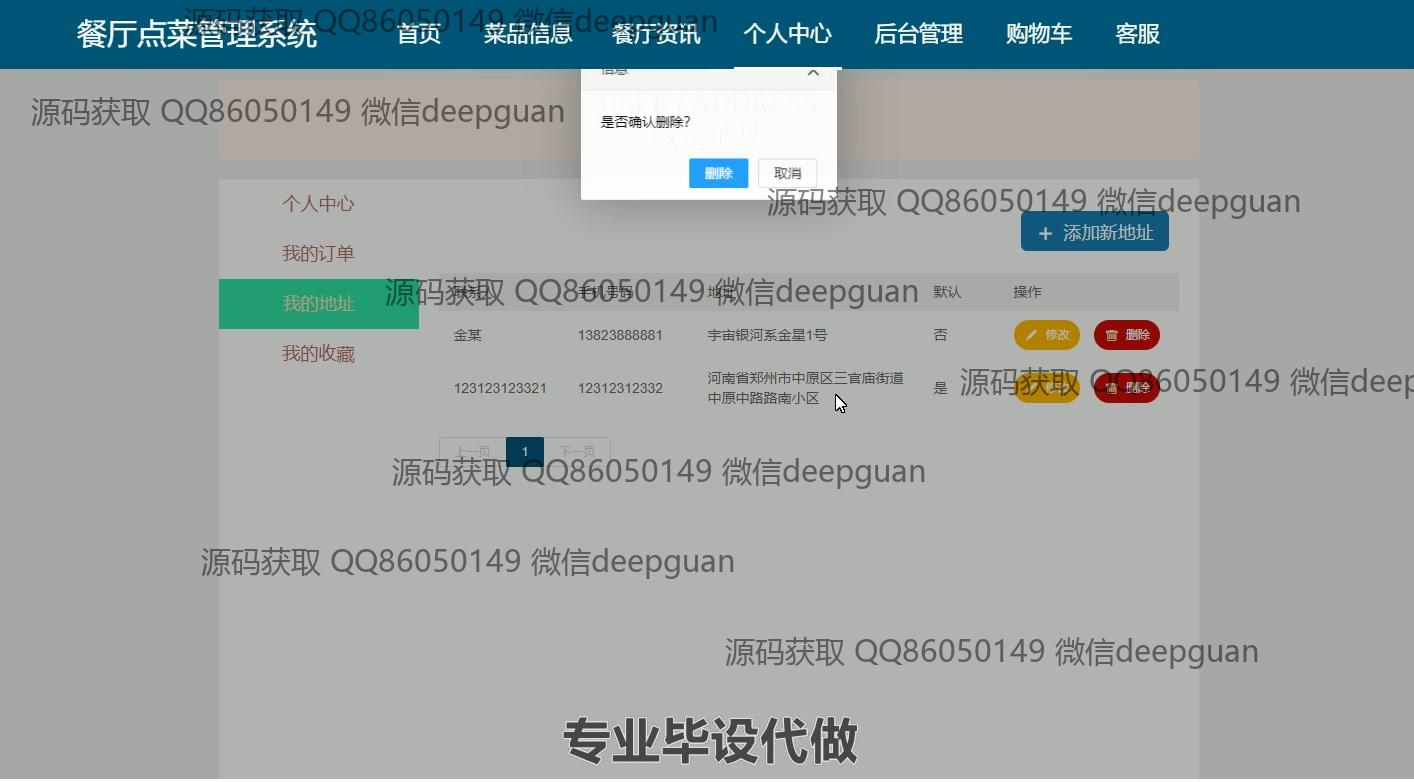 餐厅点菜管理系统
首页 菜品信息 餐厅资讯 个人中心 后台管理 购物车 客服
源码获取 QQ86050149 微信deepguan
信息
USER / ADDRESS
收货地址
源码获取 QQ86050149 微信deepguan
是否确认删除?
删除 取消
源码获取 QQ86050149 微信deepguan
个人中心
我的订单
我的地址
我的收藏
添加新地址
源码获取 QQ86050149 微信deepguan
联系人 手机号码 地址 默认 操作
金某 13823888881 宇宙银河系金星1号 否 修改 删除
123123123321 12312312332 河南省郑州市中原区三官庙街道
中原中路路南小区 是 修改 删除
源码获取 QQ86050149 微信deep
上一页 1 下一页
源码获取 QQ86050149 微信deepguan
源码获取 QQ86050149 微信deepguan
源码获取 QQ86050149 微信deepguan
专业毕设代做